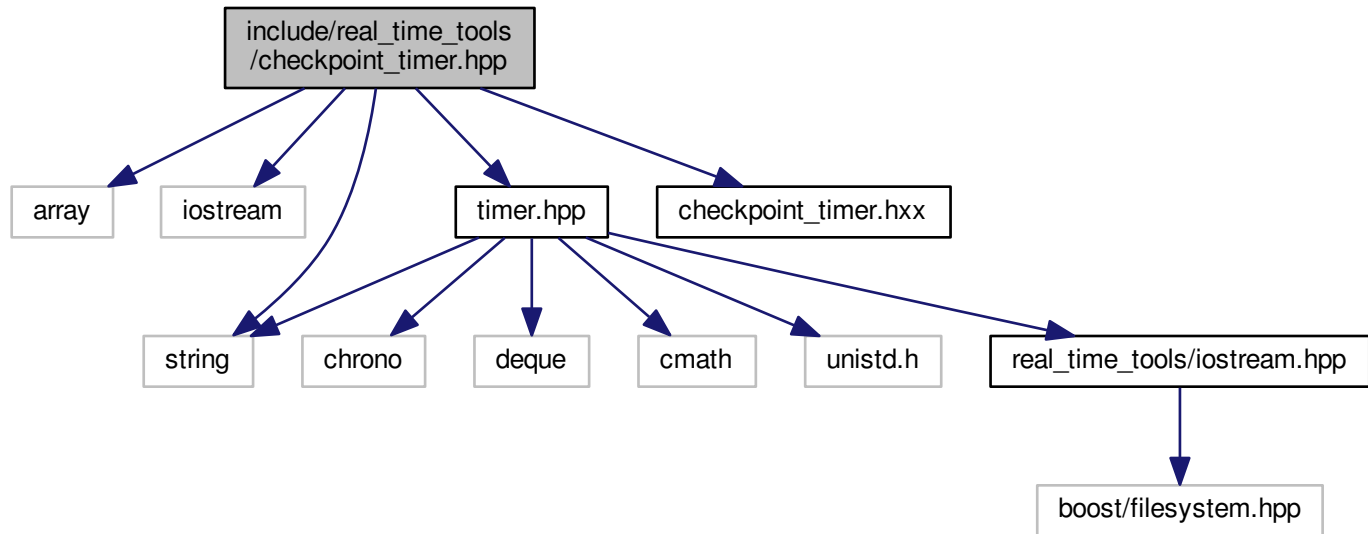 include/real_time_tools
/checkpoint_timer.hpp
array
iostream
timer.hpp
checkpoint_timer.hxx
string
chrono
deque
cmath
unistd.h
real_time_tools/iostream.hpp
boost/filesystem.hpp